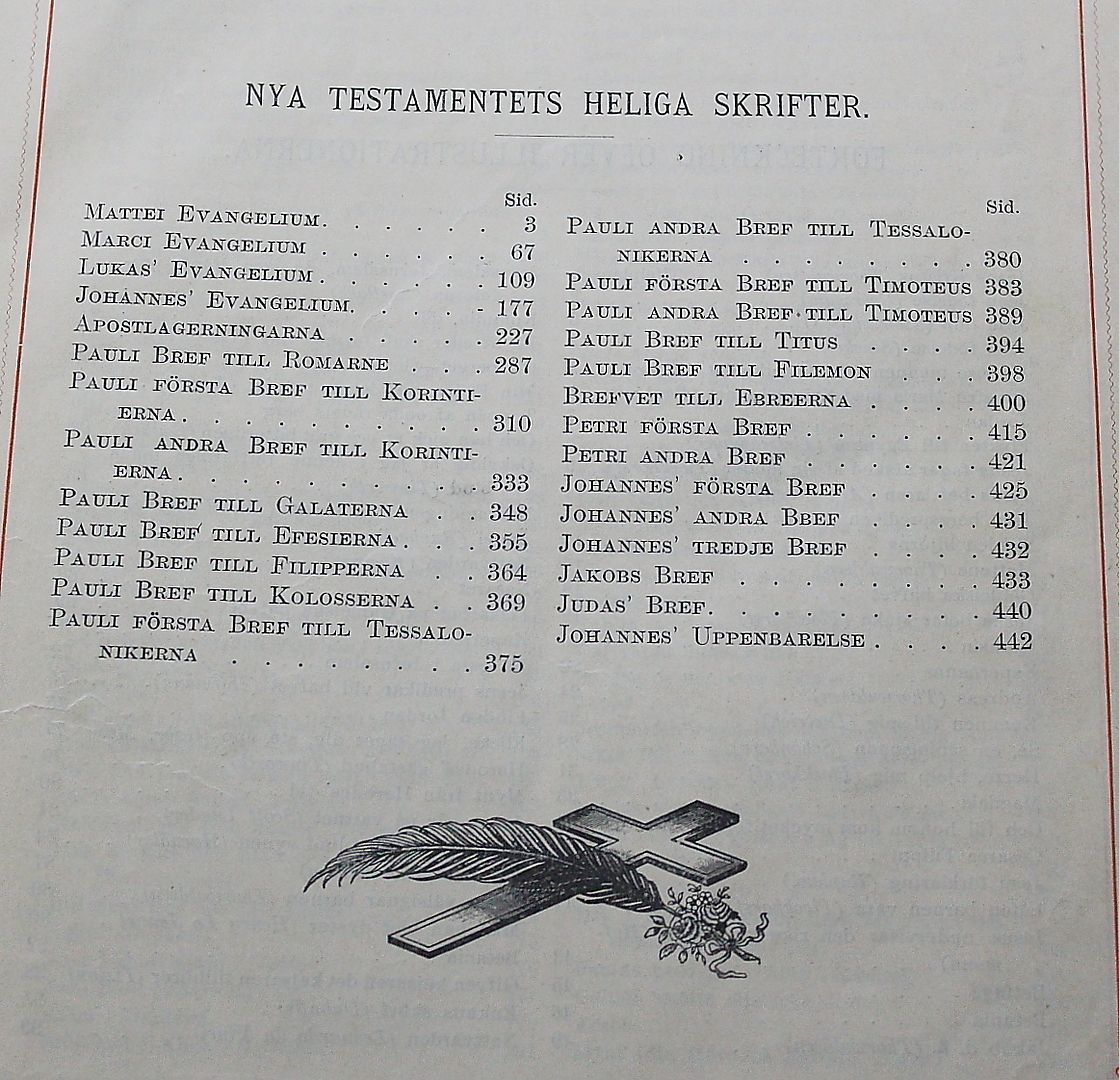 NYA TESTAMENTETS HELIGA SKRIFTER.
Sid.
MATTEI EVANGELIUM. . . . . . . 3
MARCI EVANGELIUM . . . . . . 67
LUKAS' EVANGELIUM . . . . . . 109
JOHANNES' EVANGELIUM. . . . . - 177
APOSTLAGERNINGARNA . . . . . 227
PAULI BREF TILL ROMARNE . . . 287
PAULI FÖRSTA BREF TILL KORINTI-
ERNA. . . . . . . . . . . 310
PAULI ANDRA BREF TILL KORINTI-
ERNA. . . . . . . . . . . 333
PAULI BREF TILL GALATERNA . . 348
PAULI BREF TILL EFESIERNA . . . 355
PAULI BREF TILL FILIPPERNA . . 364
PAULI BREF TILL KOLOSSERNA . . 369
PAULI FÖRSTA BREF TILL TESSALO-
NIKERNA . . . . . . . . 375
Sid.
PAULI ANDRA BREF TILL TESSALO-
NIKERNA . . . . . . . . 380
PAULI FÖRSTA BREF TILL TIMOTEUS 383
PAULI ANDRA BREF TILL TIMOTEUS 389
PAULI BREF TILL TITUS . . . . 394
PAULI BREF TILL FILEMON . . . 398
BREFVET TILL EBREERNA . . . . 400
PETRI FÖRSTA BREF . . . . . . 415
PETRI ANDRA BREF . . . . . . 421
JOHANNES' FÖRSTA BREF . . . . 425
JOHANNES' ANDRA BBEF . . . . 431
JOHANNES' TREDJE BREF . . . . 432
JAKOBS BREF . . . . . . . . 433
JUDAS' BREF. . . . . . . . . 440
JOHANNES' UPPENBARELSE . . . . 442